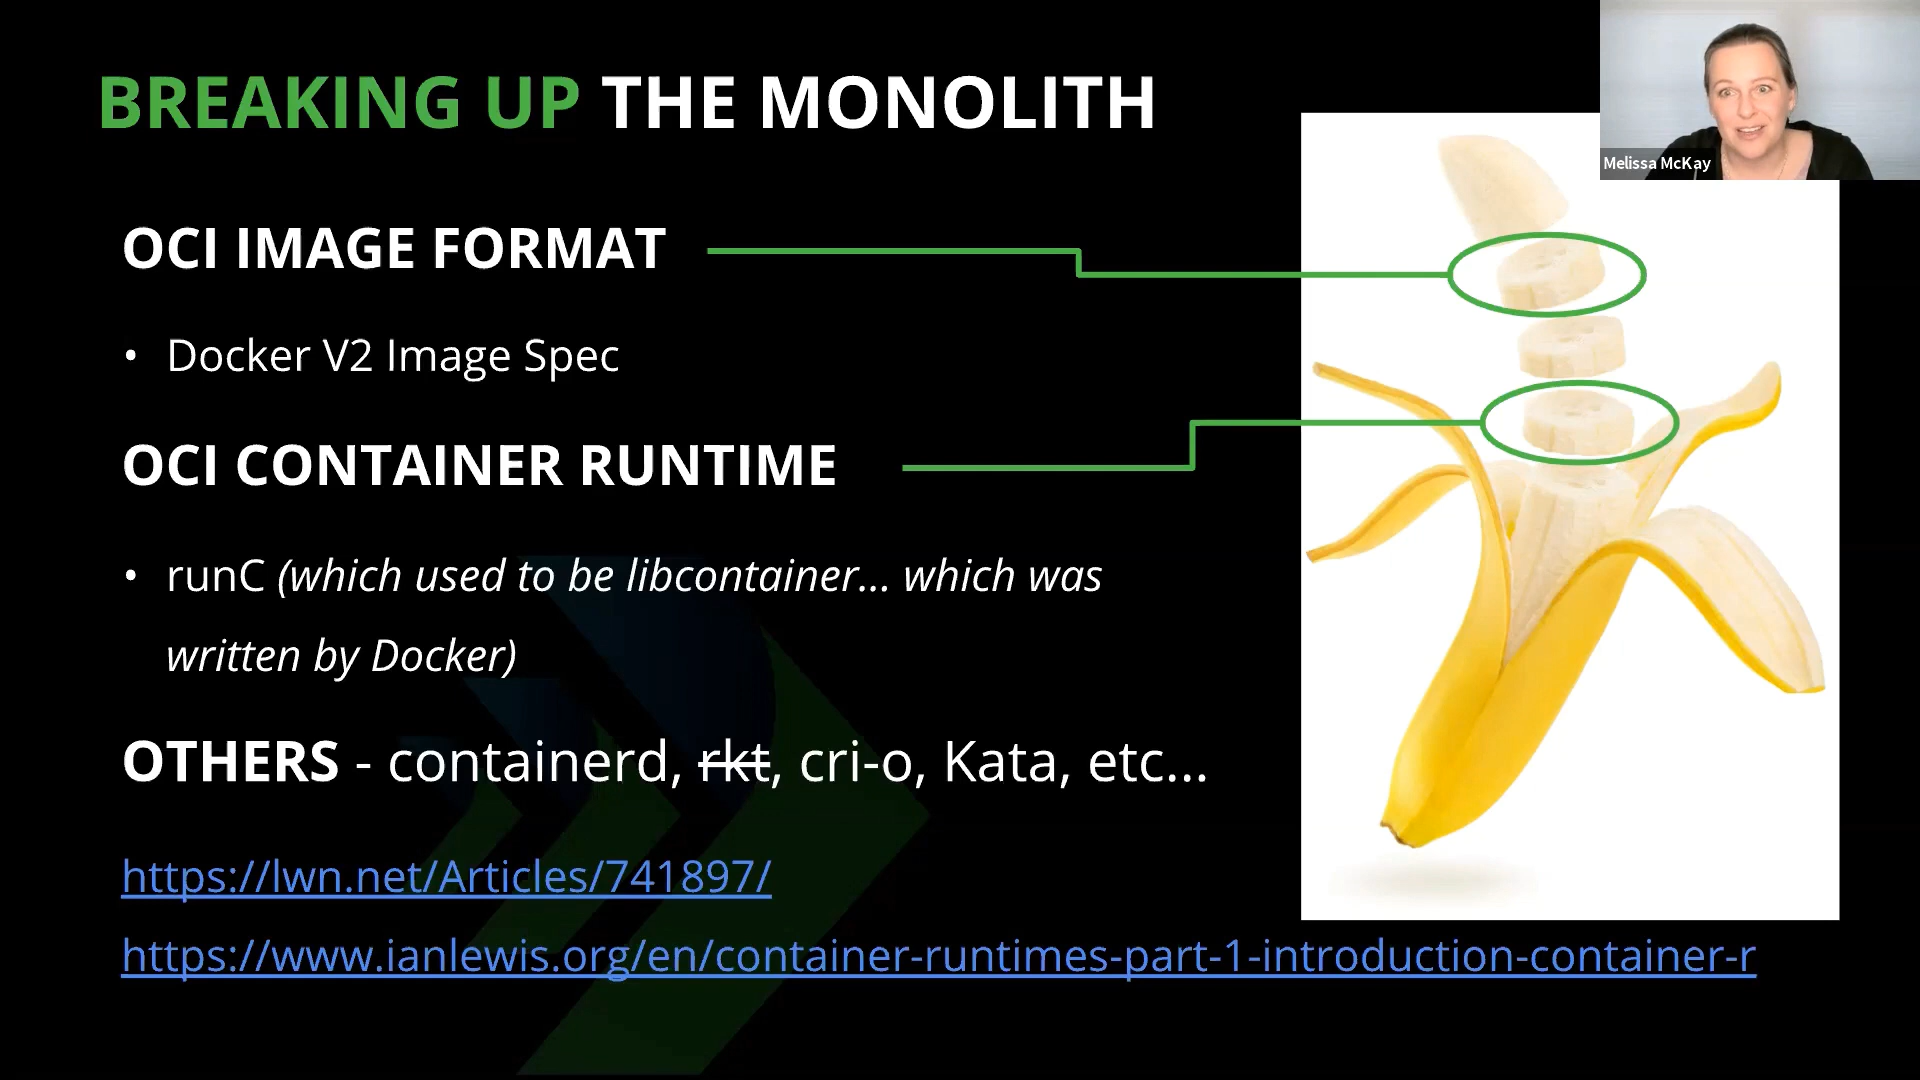 BREAKING UP THE MONOLITH
Melissa McKay
OCI IMAGE FORMAT
• Docker V2 Image Spec
OCI CONTAINER RUNTIME
• runC (which used to be libcontainer... which was
written by Docker)
OTHERS - containerd, rkt, cri-o, Kata, etc...
https://lwn.net/Articles/741897/
https://www.ianlewis.org/en/container-runtimes-part-1-introduction-container-r